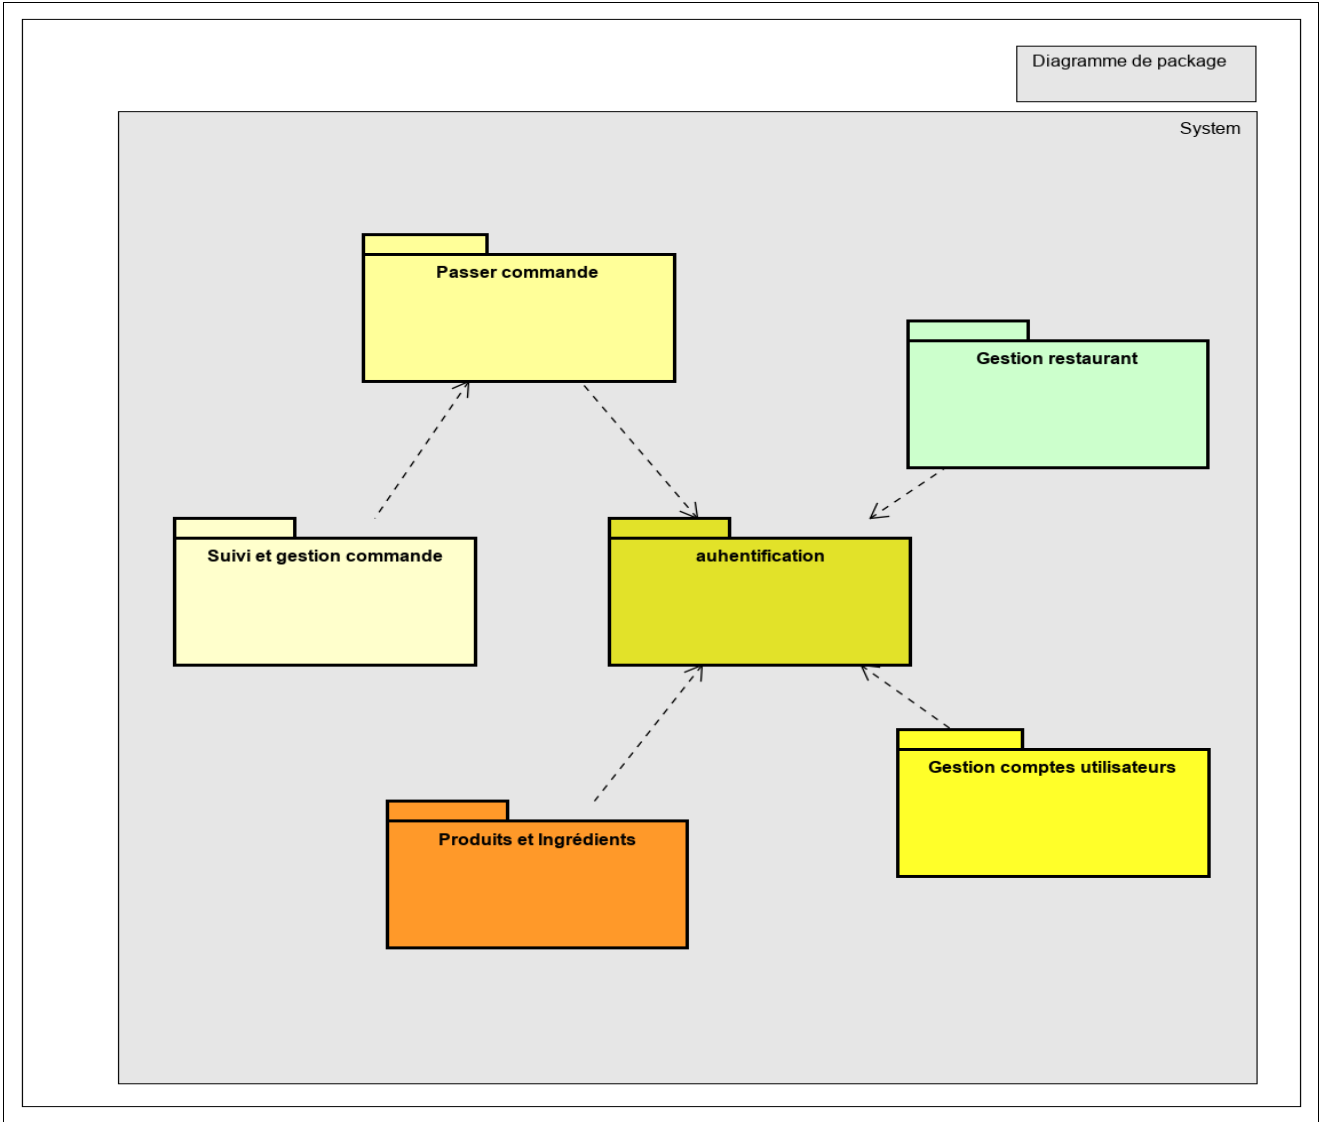 Diagramme de package
System
Passer commande
Gestion restaurant
Suivi et gestion commande
auhentification
Gestion comptes utilisateurs
Produits et Ingrédients